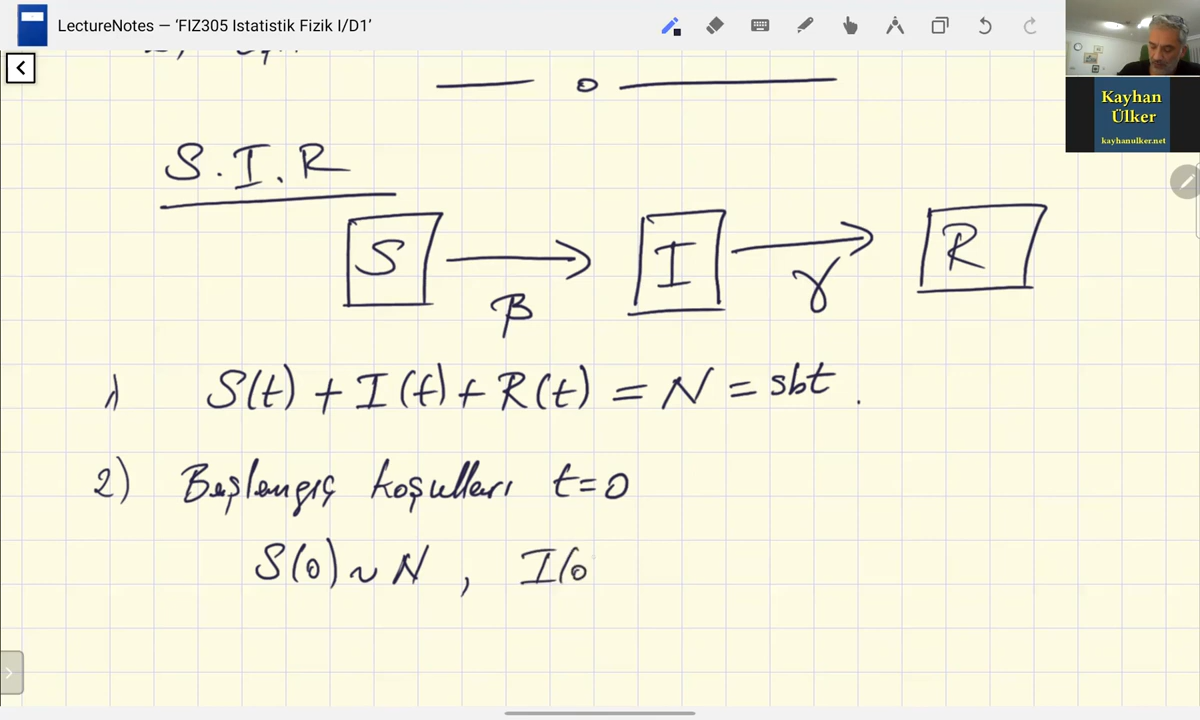 LectureNotes — ‘FIZ305 Istatistik Fizik I/D1’
Kayhan
Ülker
kayhanulker.net
S.I.R
S → I → R
β γ
1) S(t) + I(t) + R(t) = N = sbt.
2) Başlangıç koşulları t=0
S(0) ~ N , I(0